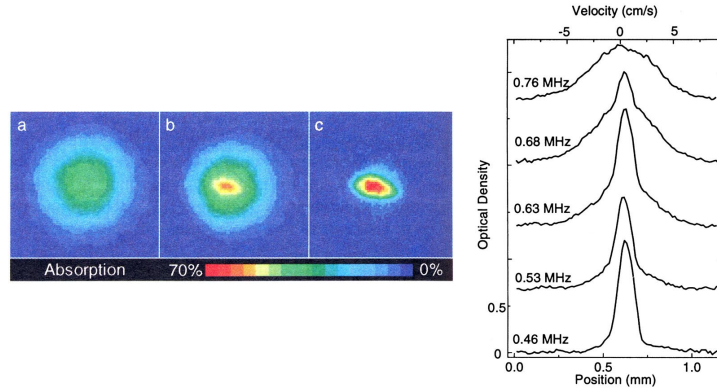 a b c
Absorption 70% 0%
Velocity (cm/s)
-5 0 5
0.76 MHz
0.68 MHz
0.63 MHz
0.53 MHz
0.46 MHz
Optical Density
0.5
0
0.0 0.5 1.0
Position (mm)